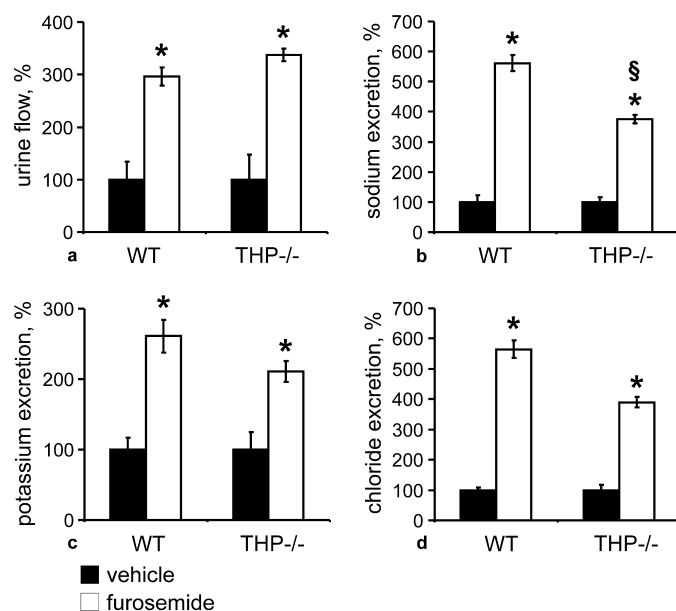 urine flow, %
400
300
200
100
0
*
*
WT
THP-/-
a
sodium excretion, %
700
600
500
400
300
200
100
0
*
§
*
WT
THP-/-
b
potassium excretion, %
300
200
100
0
*
*
WT
THP-/-
c
chloride excretion, %
700
600
500
400
300
200
100
0
*
*
WT
THP-/-
d
vehicle
furosemide